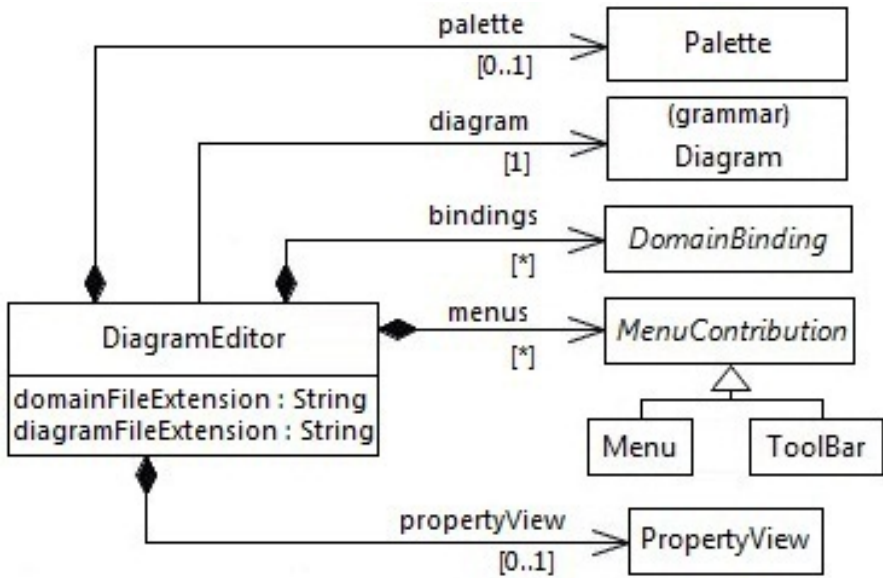 palette
[0..1]
Palette
diagram
[1]
(grammar)
Diagram
bindings
[*]
DomainBinding
DiagramEditor
domainFileExtension : String
diagramFileExtension : String
menus
[*]
MenuContribution
Menu
ToolBar
propertyView
[0..1]
PropertyView